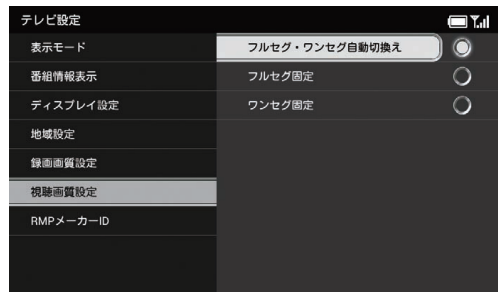 テレビ設定
表示モード
フルセグ・ワンセグ自動切換え
番組情報表示
フルセグ固定
ディスプレイ設定
ワンセグ固定
地域設定
録画画質設定
視聴画質設定
RMPメーカーID